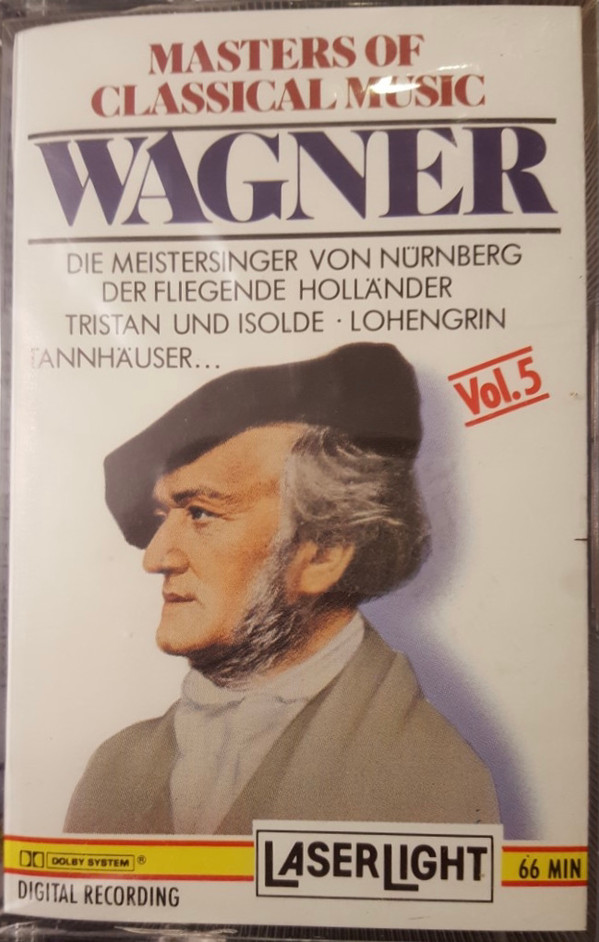 MASTERS OF
CLASSICAL MUSIC
WAGNER
DIE MEISTERSINGER VON NÜRNBERG
DER FLIEGENDE HOLLÄNDER
TRISTAN UND ISOLDE · LOHENGRIN
TANNHÄUSER...
Vol.5
DOLBY SYSTEM ®
LASERLIGHT
66 MIN
DIGITAL RECORDING